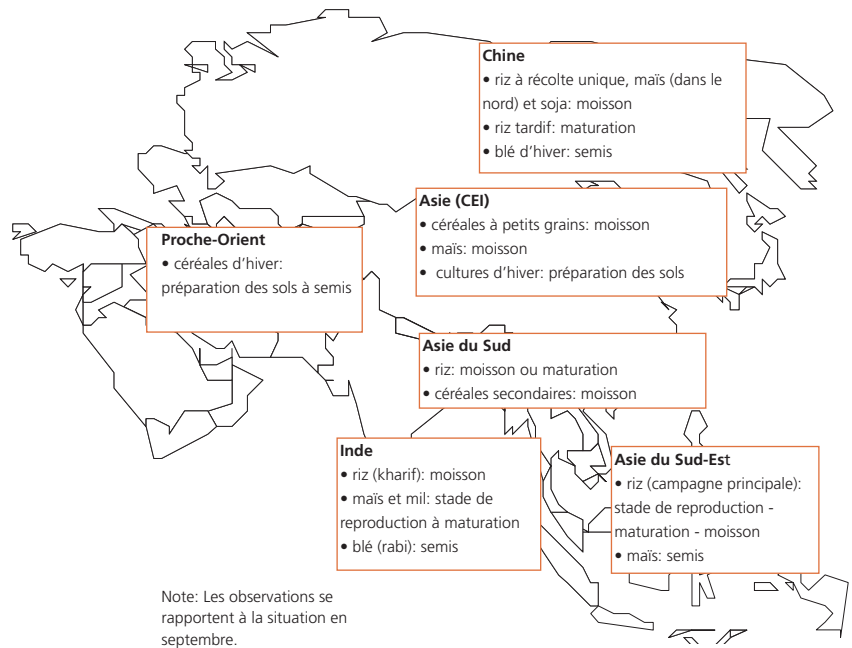 Chine
• riz à récolte unique, maïs (dans le
nord) et soja: moisson
• riz tardif: maturation
• blé d’hiver: semis
Asie (CEI)
• céréales à petits grains: moisson
• maïs: moisson
• cultures d’hiver: préparation des sols
Proche-Orient
• céréales d’hiver:
préparation des sols à semis
Asie du Sud
• riz: moisson ou maturation
• céréales secondaires: moisson
Inde
• riz (kharif): moisson
• maïs et mil: stade de
reproduction à maturation
• blé (rabi): semis
Asie du Sud-Est
• riz (campagne principale):
stade de reproduction -
maturation - moisson
• maïs: semis
Note: Les observations se
rapportent à la situation en
septembre.